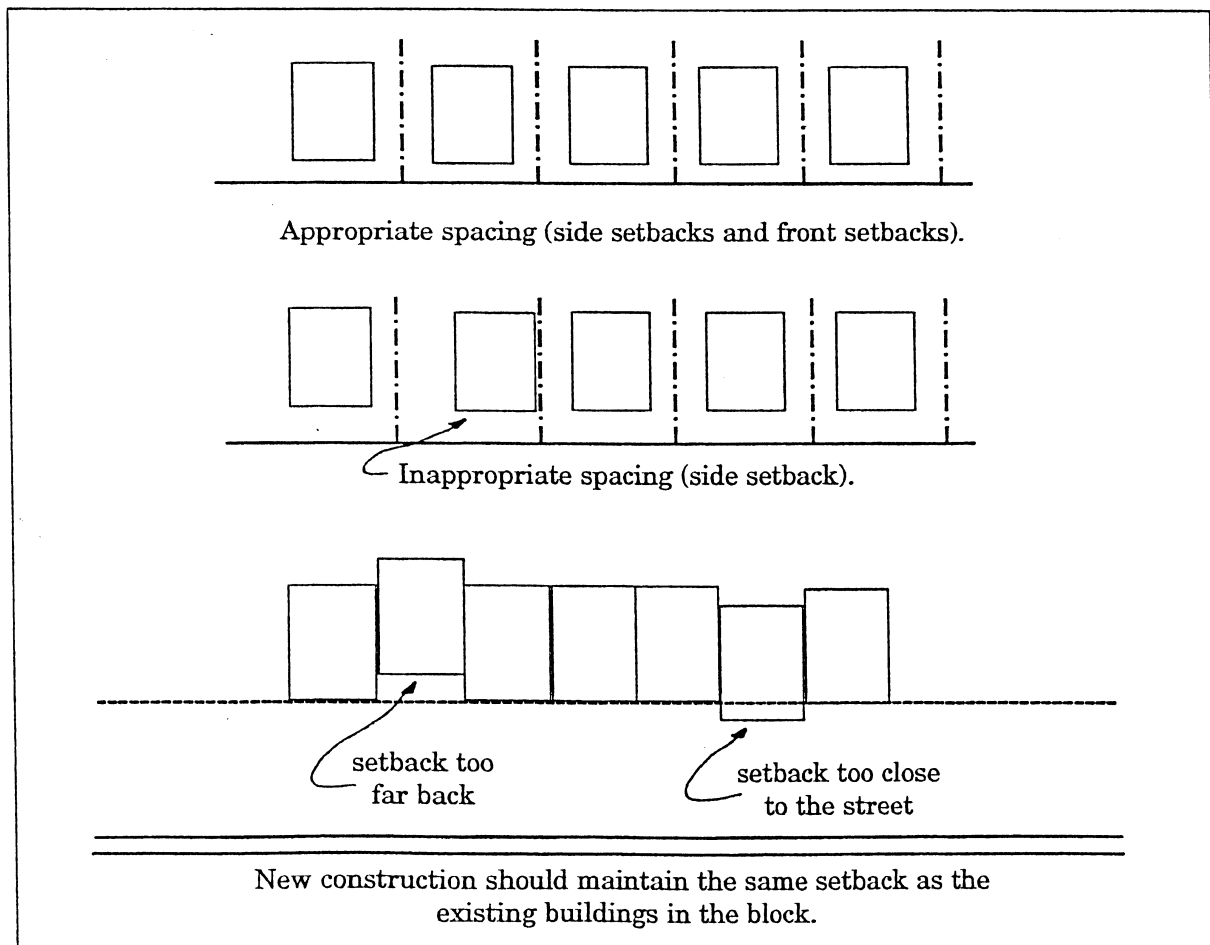 Appropriate spacing (side setbacks and front setbacks).
Inappropriate spacing (side setback).
setback too
far back
setback too close
to the street
New construction should maintain the same setback as the
existing buildings in the block.